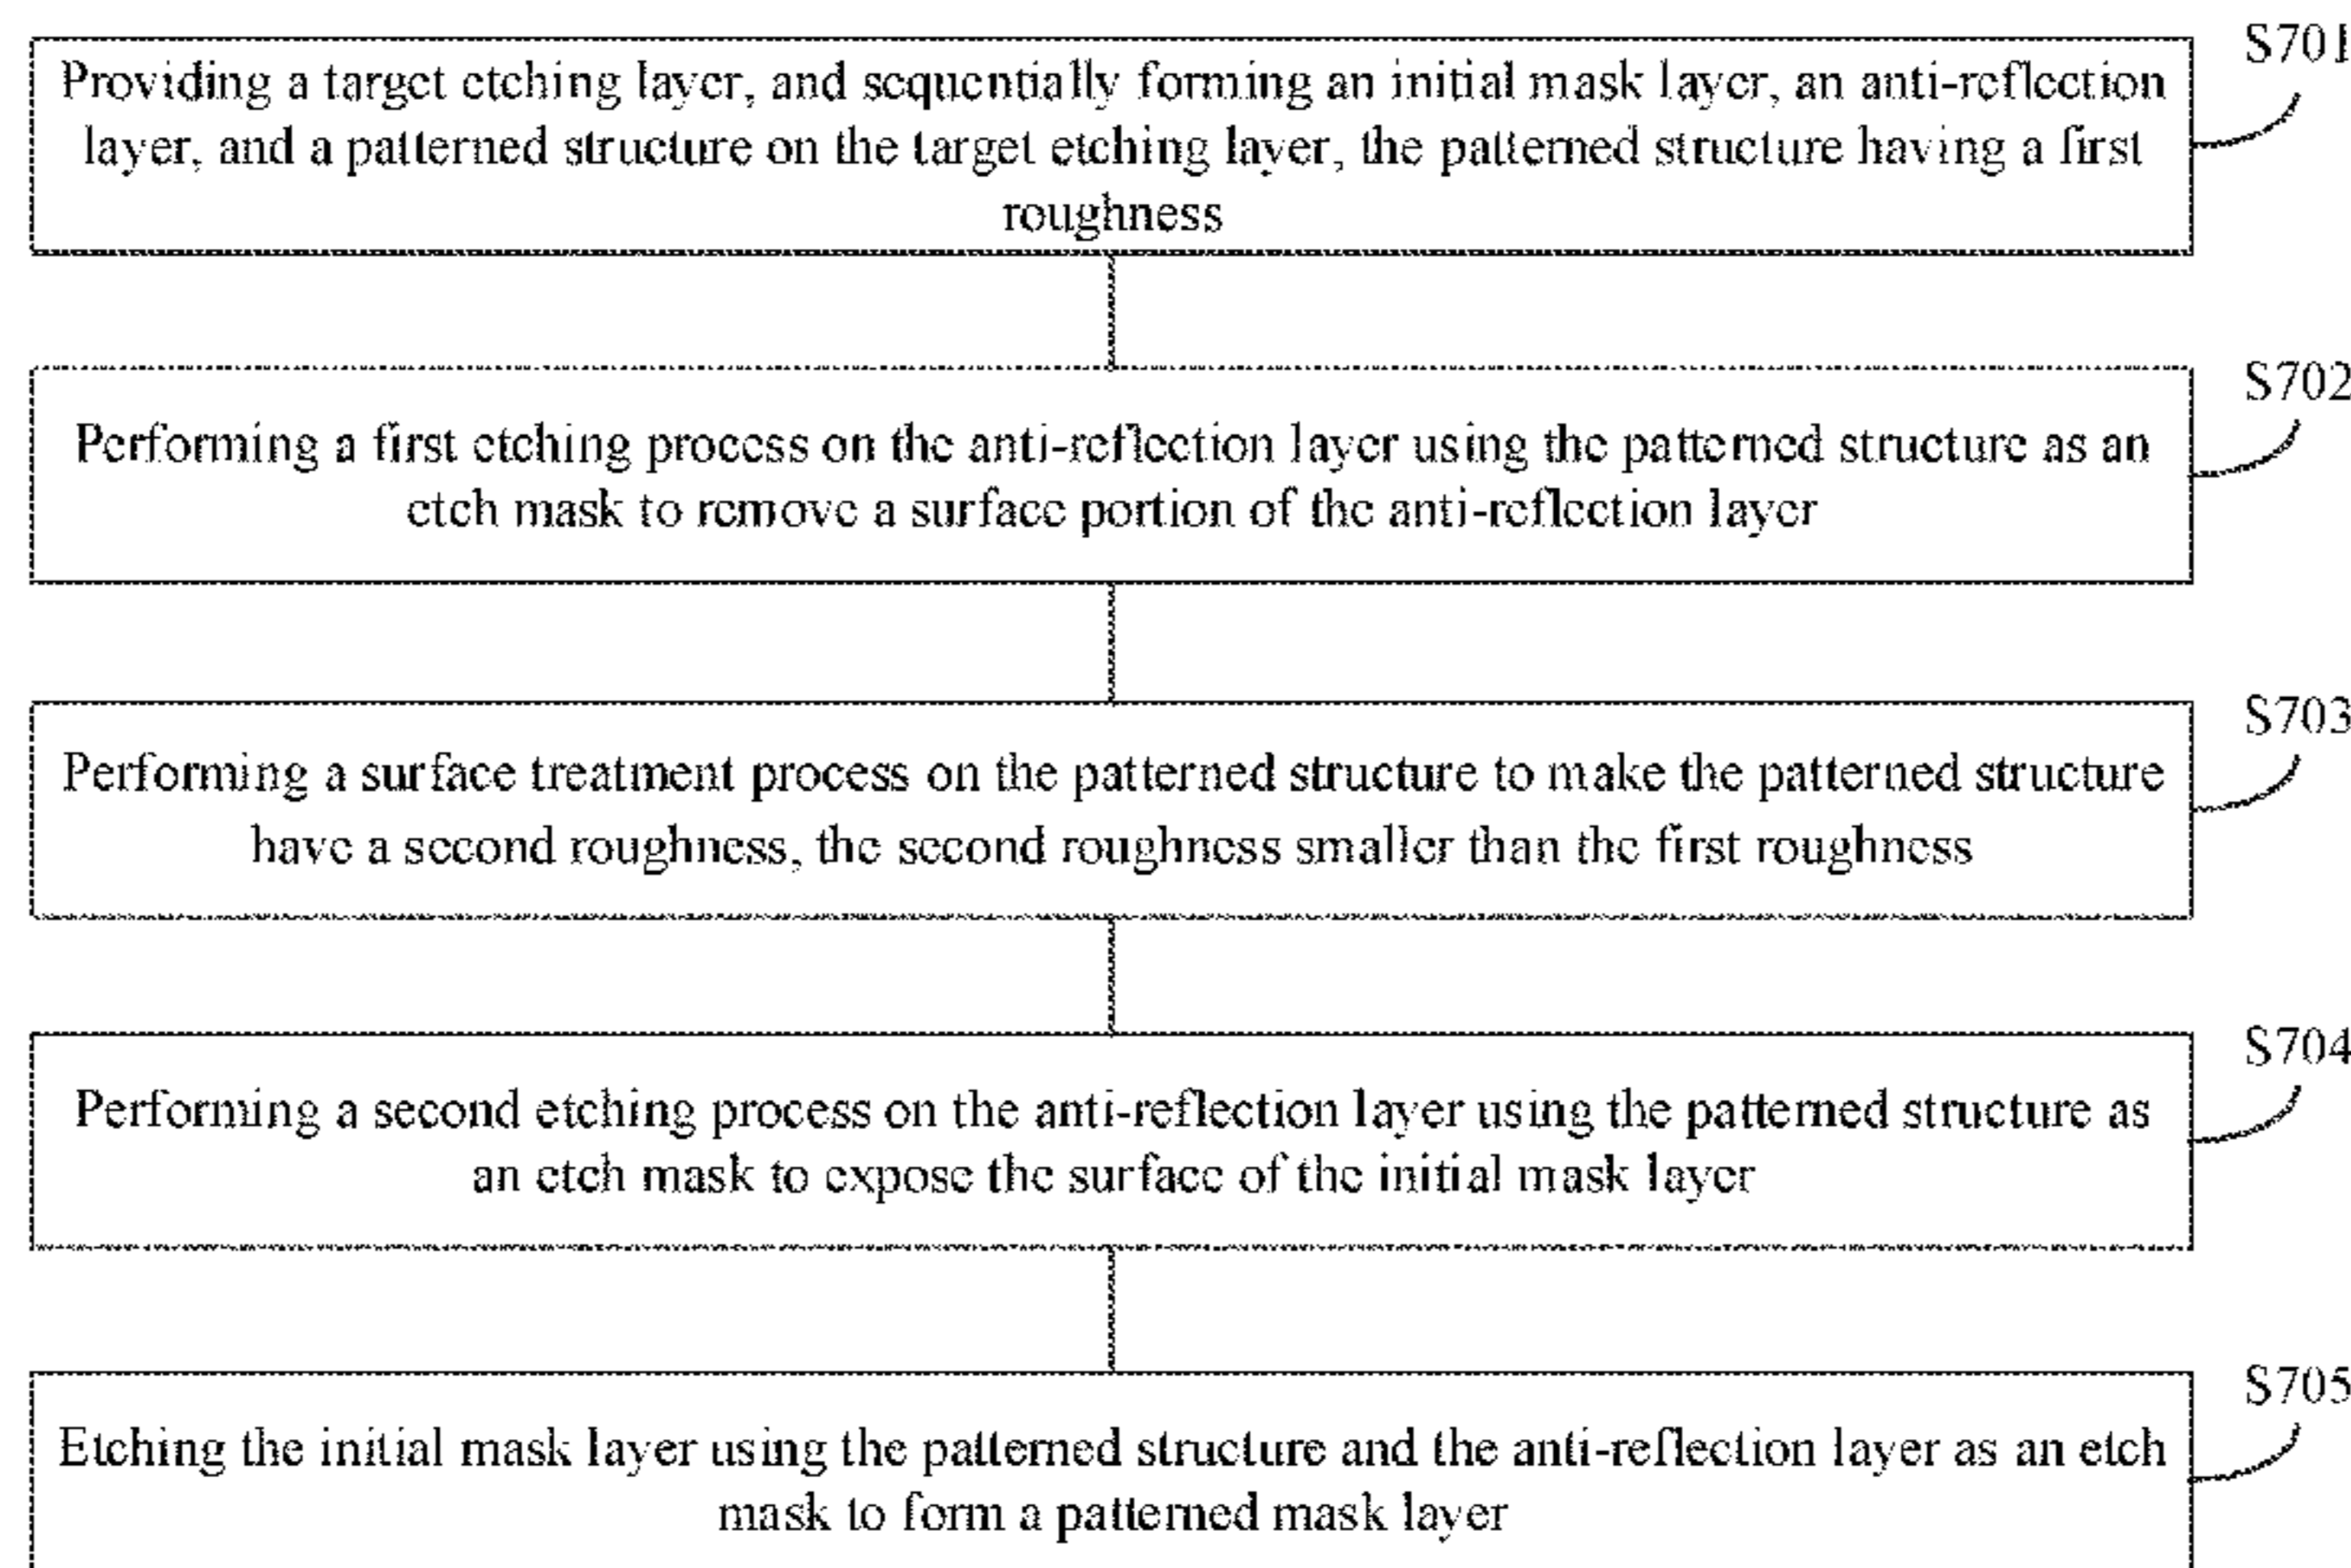 S701
Providing a target etching layer, and sequentially forming an initial mask layer, an anti-reflection
layer, and a patterned structure on the target etching layer, the patterned structure having a first
roughness
S702
Performing a first etching process on the anti-reflection layer using the patterned structure as an
etch mask to remove a surface portion of the anti-reflection layer
S703
Performing a surface treatment process on the patterned structure to make the patterned structure
have a second roughness, the second roughness smaller than the first roughness
S704
Performing a second etching process on the anti-reflection layer using the patterned structure as
an etch mask to expose the surface of the initial mask layer
S705
Etching the initial mask layer using the patterned structure and the anti-reflection layer as an etch
mask to form a patterned mask layer